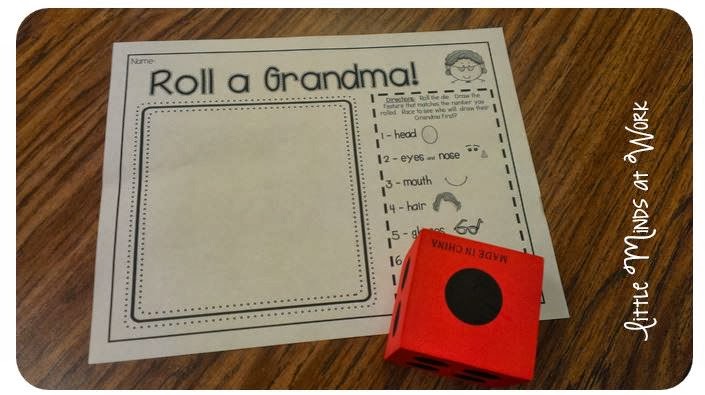 Name:
Roll a Grandma!
Directions: Roll the die. Draw the
feature that matches the number you
rolled. Race to see who will draw their
Grandma first!?
1 - head
2 - eyes and nose
3 - mouth
4 - hair
5 - glasses
6
MADE IN CHINA
Little Minds at Work